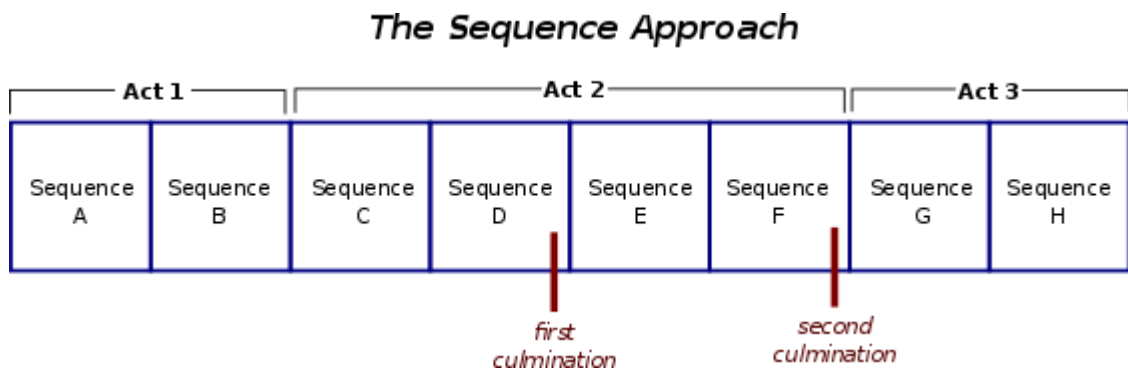 The Sequence Approach
Act 1 Act 2 Act 3
Sequence Sequence Sequence Sequence Sequence Sequence Sequence Sequence
A B C D E F G H
first second
culmination culmination